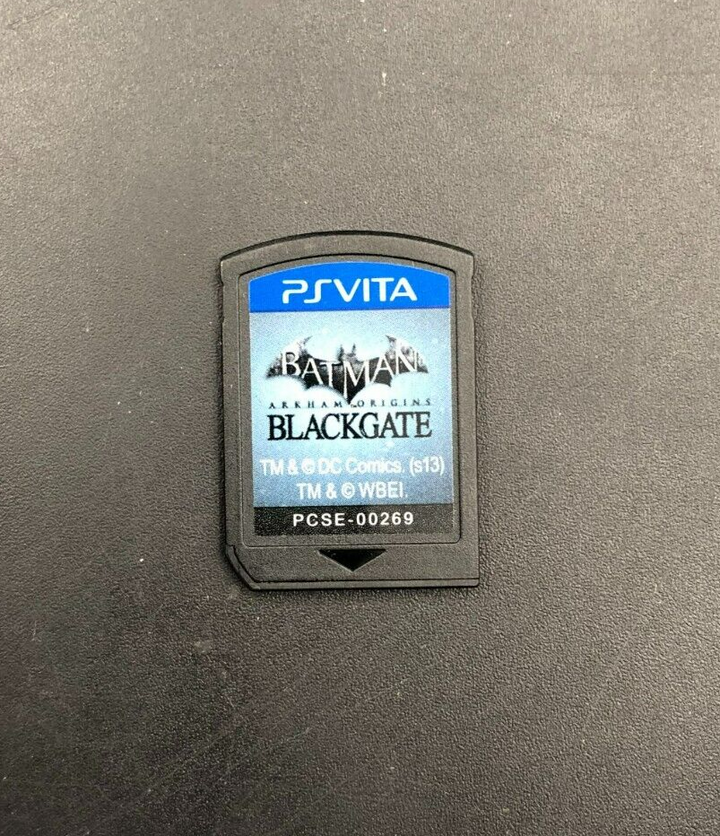 PSVITA
BATMAN
ARKHAM ORIGINS
BLACKGATE
TM & © DC Comics. (s13)
TM & © WBEI.
PCSE-00269